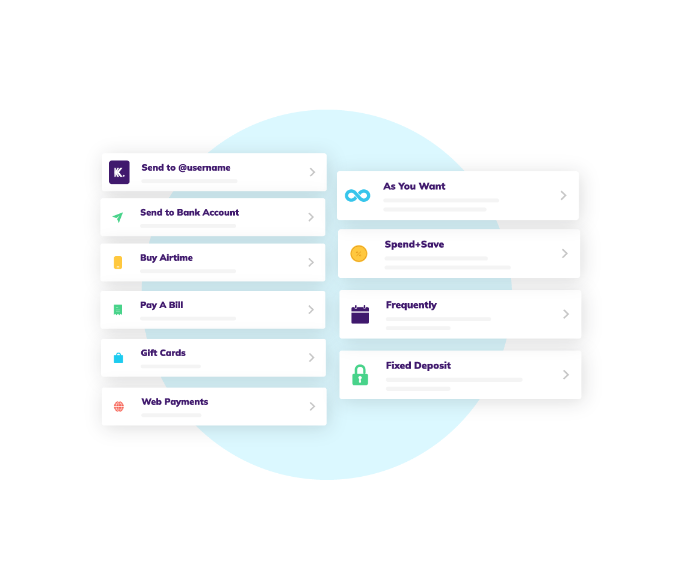 K.
Send to @username
Send to Bank Account
Buy Airtime
Pay A Bill
Gift Cards
Web Payments
As You Want
Spend+Save
Frequently
Fixed Deposit